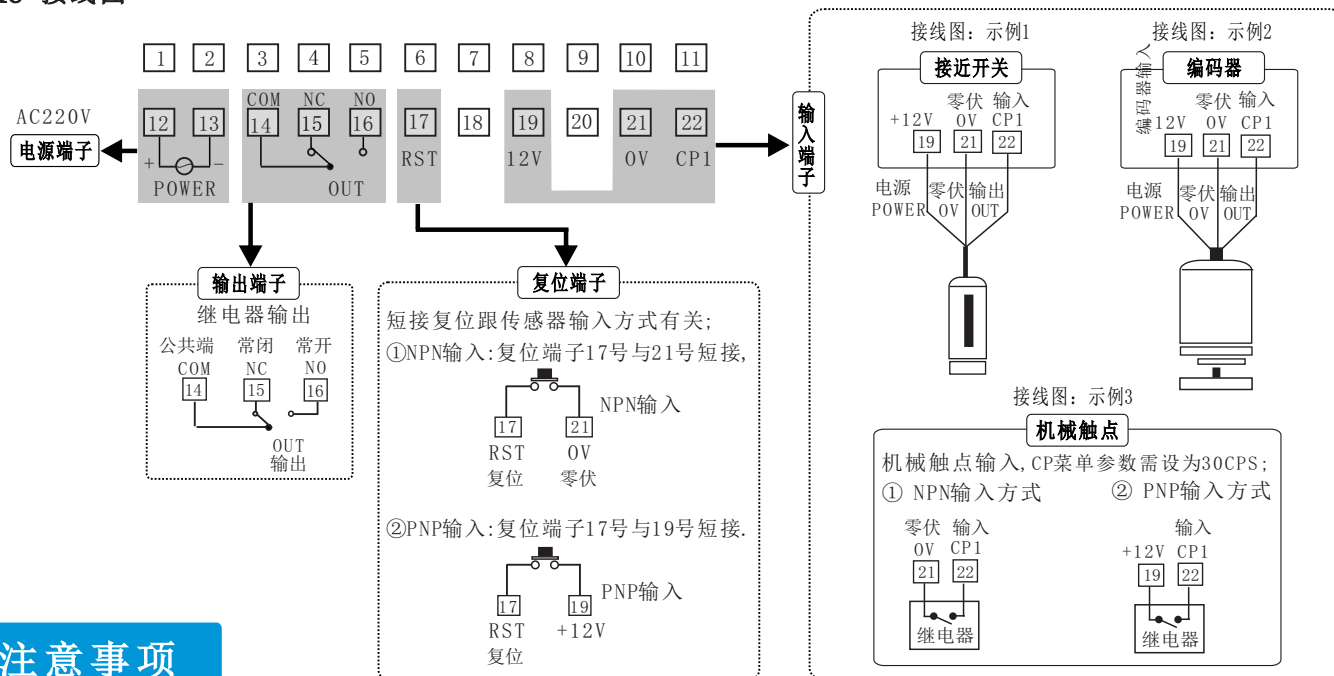 接线图
1 2 3 4 5 6 7 8 9 10 11
AC220V
电源端子
COM NC NO
12 13 14 15 16 17 18 19 20 21 22
+ −
RST 12V 0V CP1
POWER OUT
输入端子
输出端子
继电器输出
公共端 常闭 常开
COM NC NO
14 15 16
OUT
输出
复位端子
短接复位跟传感器输入方式有关;
①NPN输入:复位端子17号与21号短接,
NPN输入
17 21
RST 0V
复位 零伏
②PNP输入:复位端子17号与19号短接.
PNP输入
17 19
RST +12V
复位
接线图: 示例1
接近开关
零伏 输入
+12V 0V CP1
19 21 22
电源 零伏 输出
POWER 0V OUT
接线图: 示例2
编码器
编码器输入
零伏 输入
12V 0V CP1
19 21 22
电源 零伏 输出
POWER 0V OUT
接线图: 示例3
机械触点
机械触点输入,CP菜单参数需设为30CPS;
① NPN输入方式
零伏 输入
0V CP1
21 22
继电器
② PNP输入方式
输入
+12V CP1
19 22
继电器
注意事项